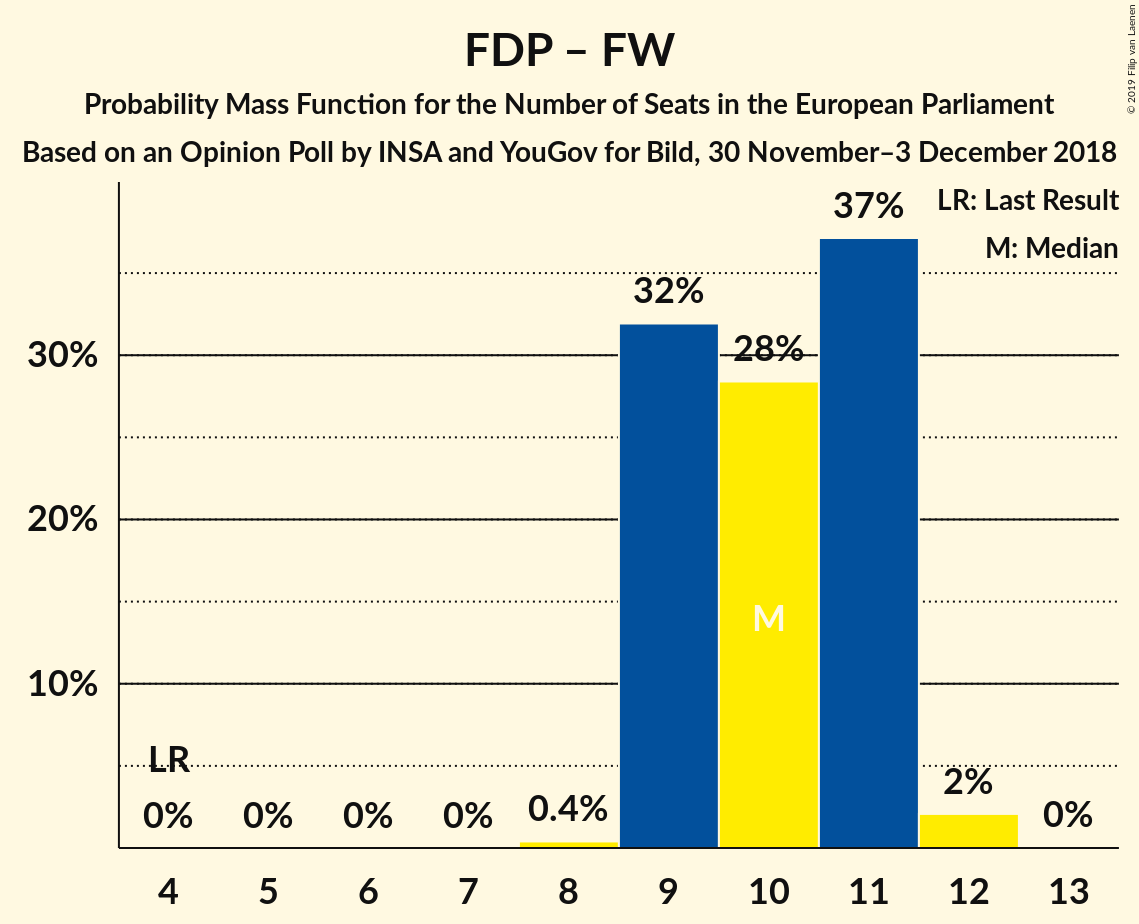 FDP – FW
Probability Mass Function for the Number of Seats in the European Parliament
Based on an Opinion Poll by INSA and YouGov for Bild, 30 November–3 December 2018
© 2019 Filip van Laenen
LR: Last Result
M: Median
37%
32%
28%
30%
20%
M
10%
LR
0%
0%
0%
0%
0.4%
2%
0%
4 5 6 7 8 9 10 11 12 13